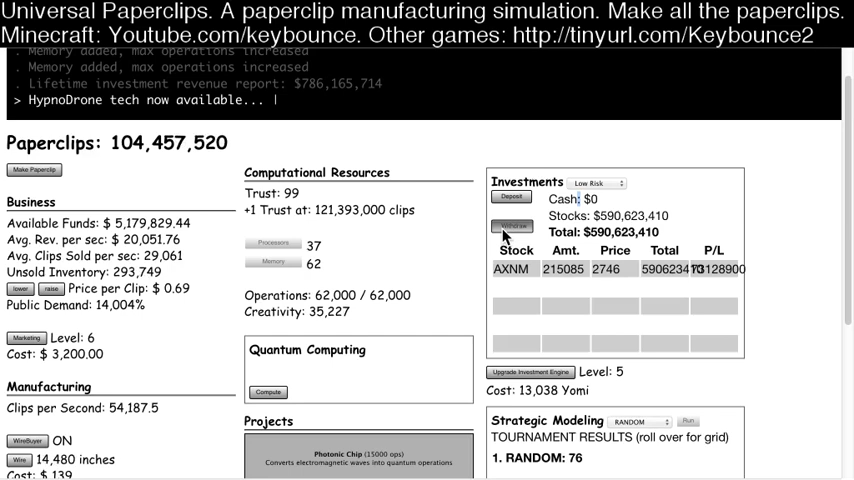 Universal Paperclips. A paperclip manufacturing simulation. Make all the paperclips.
Minecraft: Youtube.com/keybounce. Other games: http://tinyurl.com/Keybounce2
. Memory added, max operations increased
. Memory added, max operations increased
. Lifetime investment revenue report: $786,165,714
> HypnoDrone tech now available... |
Paperclips: 104,457,520
Make Paperclip
Business
Available Funds: $ 5,179,829.44
Avg. Rev. per sec: $ 20,051.76
Avg. Clips Sold per sec: 29,061
Unsold Inventory: 293,749
lower raise Price per Clip: $ 0.69
Public Demand: 14,004%
Marketing Level: 6
Cost: $ 3,200.00
Manufacturing
Clips per Second: 54,187.5
WireBuyer ON
Wire 14,480 inches
Cost: $ 139
Computational Resources
Trust: 99
+1 Trust at: 121,393,000 clips
Processors 37
Memory 62
Operations: 62,000 / 62,000
Creativity: 35,227
Quantum Computing
Compute
Projects
Photonic Chip (15000 ops)
Converts electromagnetic waves into quantum operations
Investments Low Risk
Deposit Cash: $0
Stocks: $590,623,410
Withdraw Total: $590,623,410
Stock Amt. Price Total P/L
AXNM 215085 2746
Upgrade Investment Engine Level: 5
Cost: 13,038 Yomi
Strategic Modeling RANDOM Run
TOURNAMENT RESULTS (roll over for grid)
1. RANDOM: 76